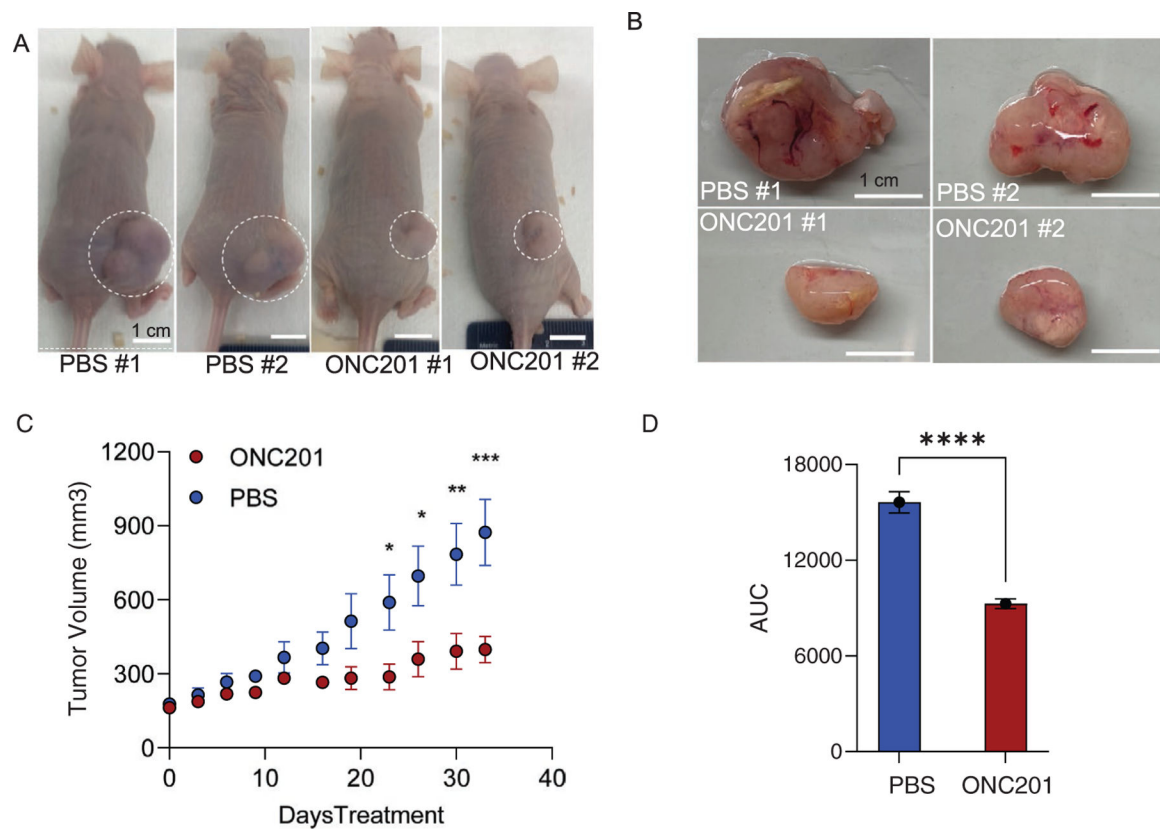 A
1 cm
PBS #1
PBS #2
ONC201 #1
ONC201 #2
B
PBS #1
1 cm
PBS #2
ONC201 #1
ONC201 #2
C
ONC201
PBS
Tumor Volume (mm3)
1200
900
600
300
0
*
*
**
***
0
10
20
30
40
DaysTreatment
D
****
AUC
18000
12000
6000
0
PBS
ONC201